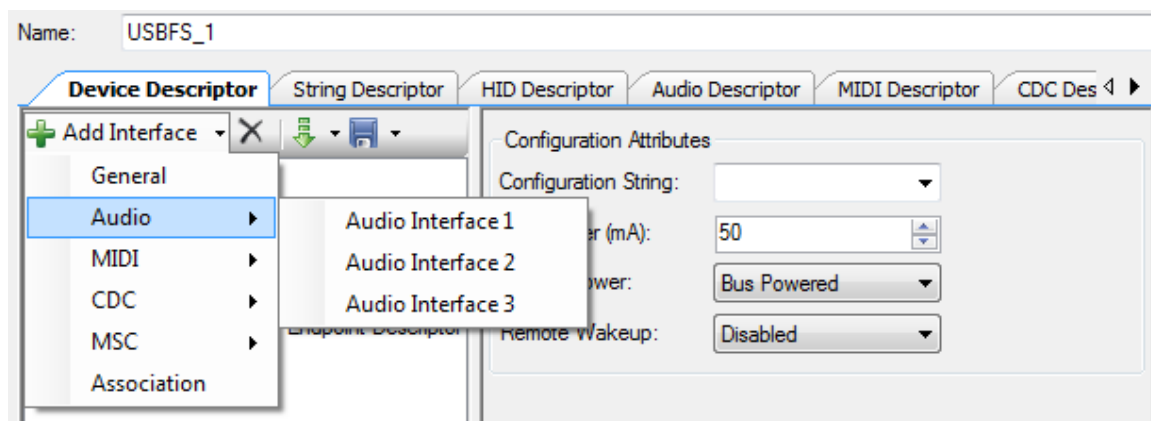 Name: USBFS_1
Device Descriptor String Descriptor HID Descriptor Audio Descriptor MIDI Descriptor CDC Des
Add Interface
General
Audio
MIDI
CDC
MSC
Association
Audio Interface 1
Audio Interface 2
Audio Interface 3
Descriptor
Configuration Attributes
Configuration String:
(mA): 50
Bus Powered
Remote Wakeup: Disabled